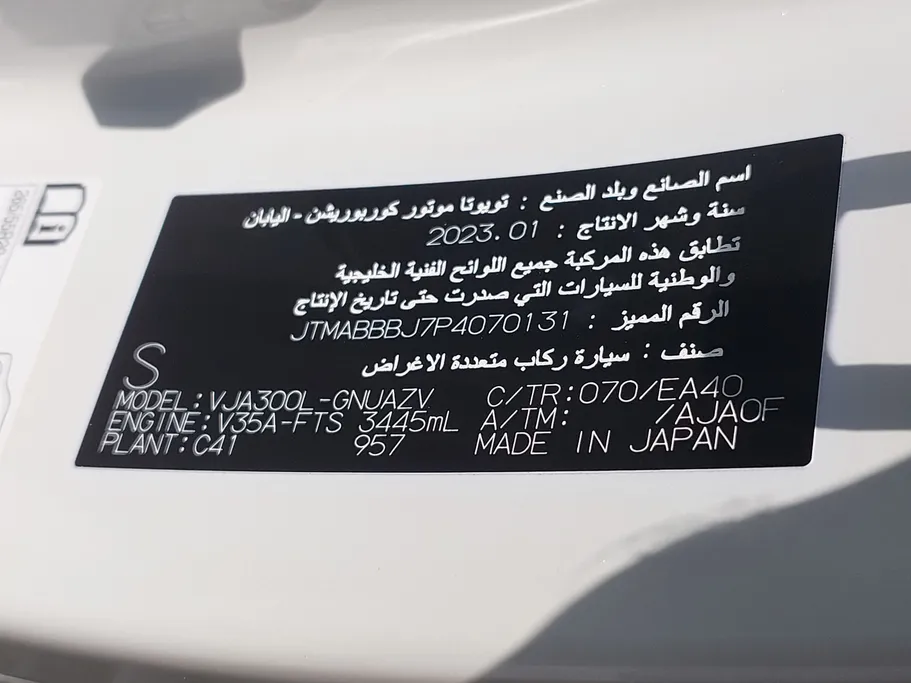 اسم الصانع وبلد الصنع : تويوتا موتور كوربوريشن - اليابان
سنة وشهر الانتاج : 2023.01
تطابق هذه المركبة جميع اللوائح الفنية الخليجية
والوطنية للسيارات التي صدرت حتى تاريخ الإنتاج
الرقم المميز : JTMABBBJ7P4070131
صنف : سيارة ركاب متعددة الاغراض
S
MODEL:VJA300L-GNUAZV C/TR:070/EA40
ENGINE:V35A-FTS 3445mL A/TM: /AJA0F
PLANT:C41 957 MADE IN JAPAN